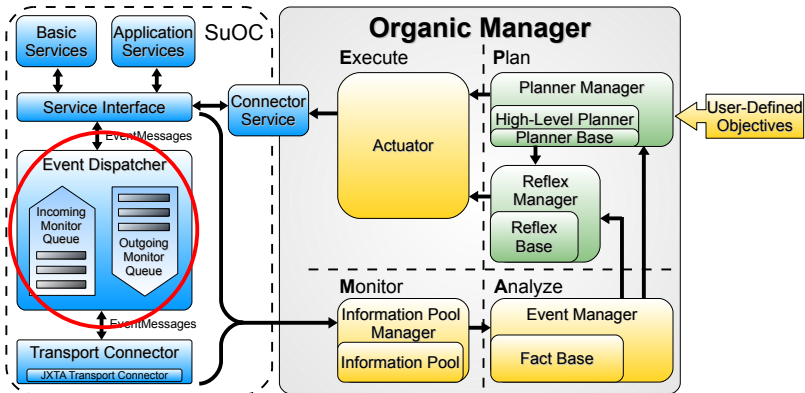 Basic
Services
Application
Services
SuOC
Service Interface
EventMessages
Event Dispatcher
Incoming
Monitor
Queue
Outgoing
Monitor
Queue
EventMessages
Transport Connector
JXTA Transport Connector
Connector
Service
Organic Manager
Execute
Actuator
Plan
Planner Manager
High-Level Planner
Planner Base
Reflex
Manager
Reflex
Base
User-Defined
Objectives
Monitor
Information Pool
Manager
Information Pool
Analyze
Event Manager
Fact Base